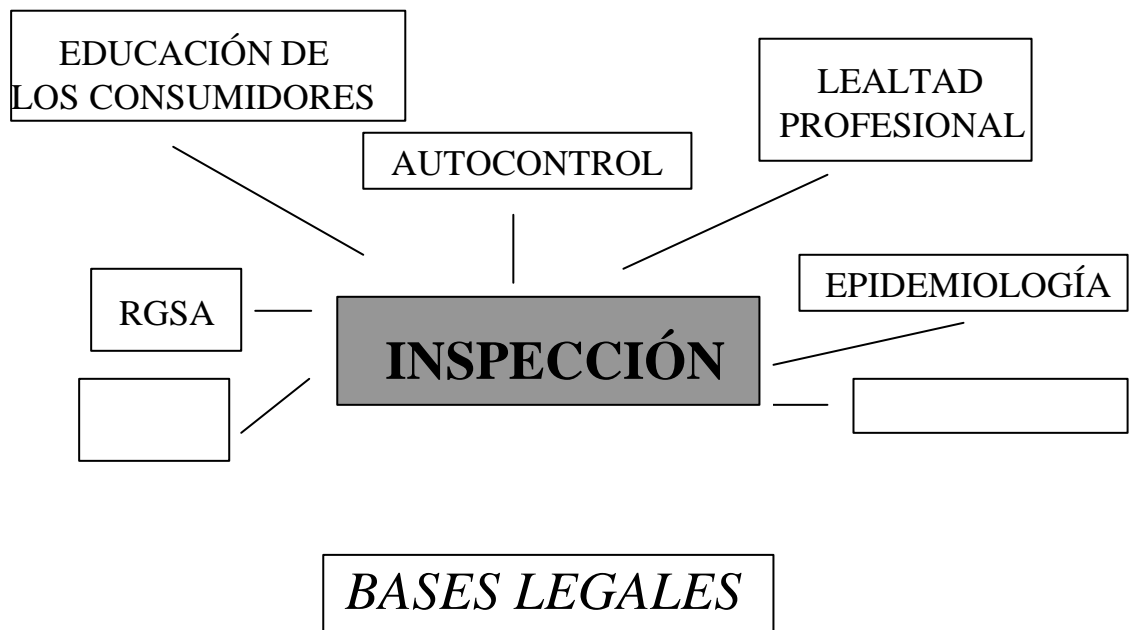 EDUCACIÓN DE
LOS CONSUMIDORES
LEALTAD
PROFESIONAL
AUTOCONTROL
RGSA
EPIDEMIOLOGÍA
INSPECCIÓN
BASES LEGALES